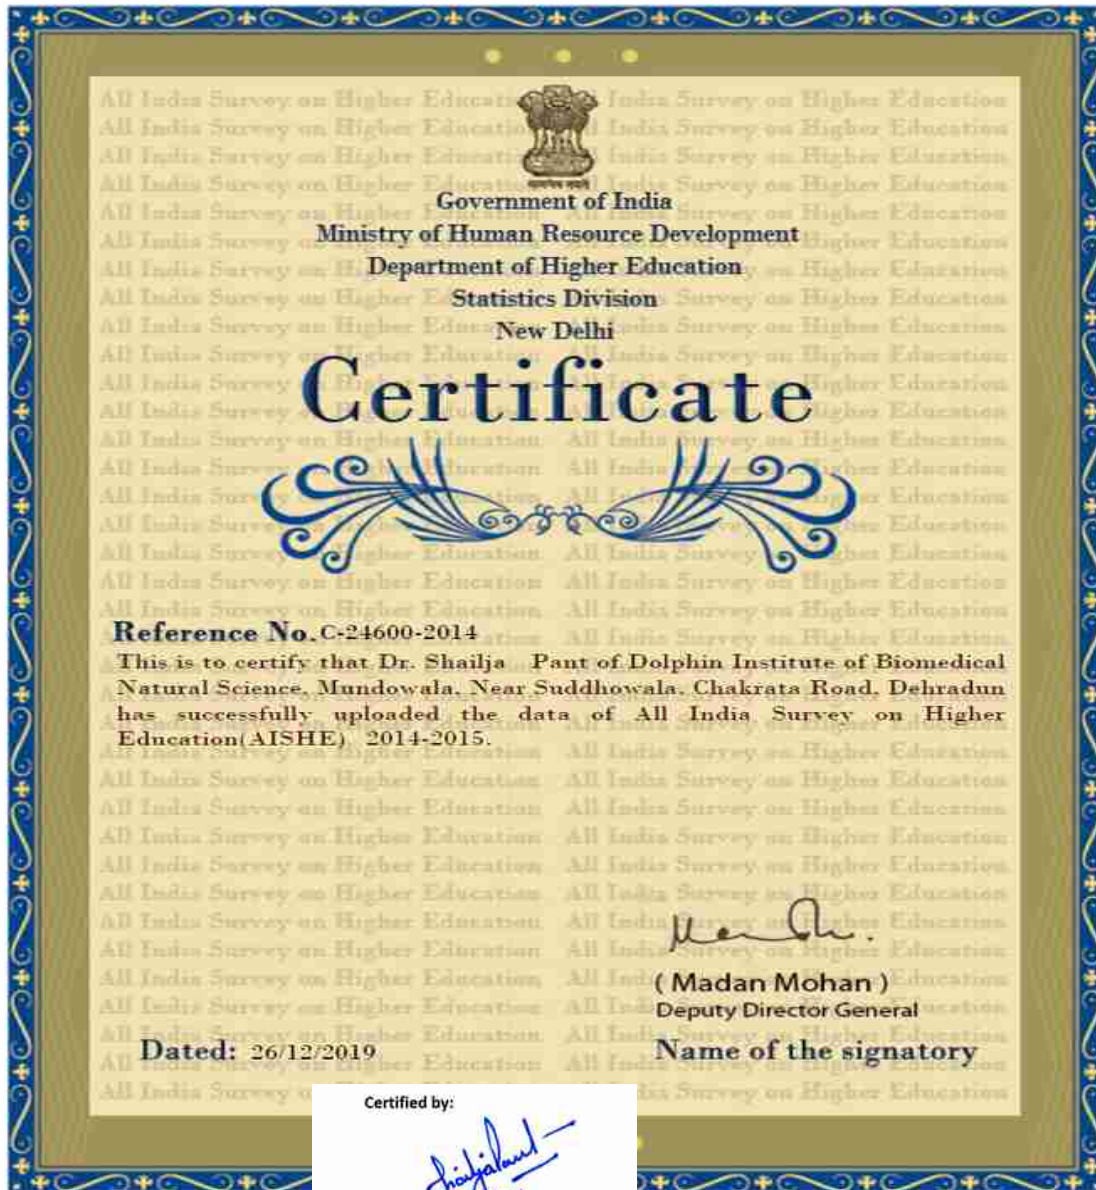 Government of India
Ministry of Human Resource Development
Department of Higher Education
Statistics Division
New Delhi
Certificate
Reference No. C-24600-2014
This is to certify that Dr. Shailja Pant of Dolphin Institute of Biomedical
Natural Science, Mundowala, Near Suddhowala, Chakrata Road, Dehradun
has successfully uploaded the data of All India Survey on Higher
Education(AISHE) 2014-2015.
( Madan Mohan )
Deputy Director General
Dated: 26/12/2019
Name of the signatory
Certified by: